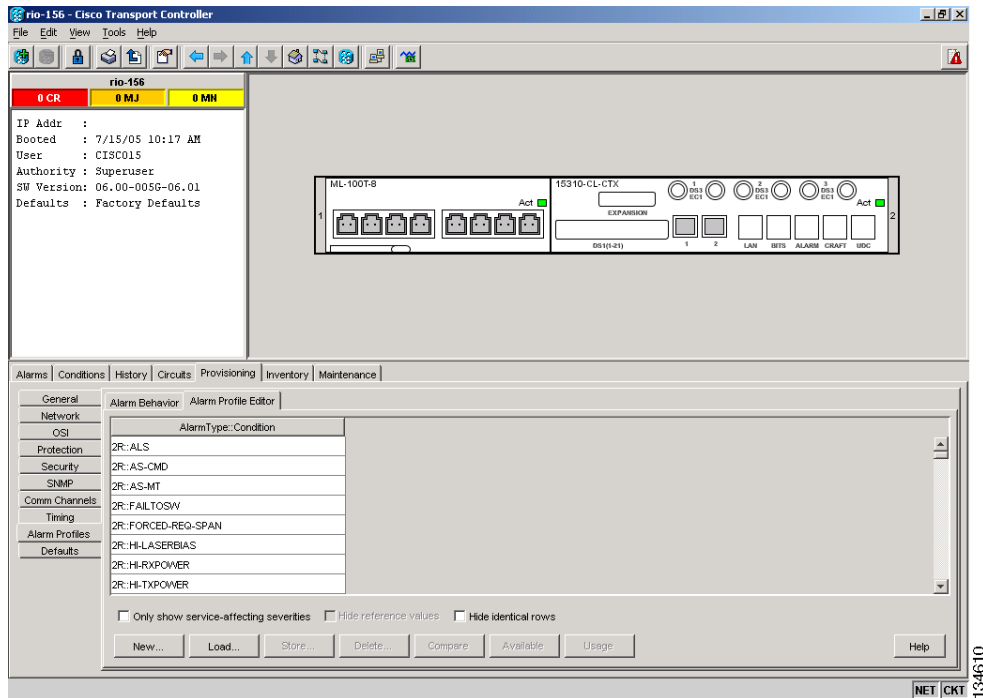 rio-156 - Cisco Transport Controller
File Edit View Tools Help
rio-156
0 CR 0 MJ 0 MN
IP Addr :
Booted : 7/15/05 10:17 AM
User : CISCO15
Authority : Superuser
SW Version: 06.00-005G-06.01
Defaults : Factory Defaults
ML-100T-8 Act
15310-CL-CTX
EXPANSION
1 DS3 EC1
2 DS3 EC1
3 DS3 EC1
Act
1
2
DS1(1-21) 1 2 LAN BITS ALARM CRAFT UDC
Alarms Conditions History Circuits Provisioning Inventory Maintenance
General
Network
OSI
Protection
Security
SNMP
Comm Channels
Timing
Alarm Profiles
Defaults
Alarm Behavior Alarm Profile Editor
AlarmType::Condition
2R::ALS
2R::AS-CMD
2R::AS-MT
2R::FAILTOSW
2R::FORCED-REQ-SPAN
2R::HI-LASERBIAS
2R::HI-RXPOWER
2R::HI-TXPOWER
Only show service-affecting severities Hide reference values Hide identical rows
New... Load... Store... Delete... Compare Available Usage Help
NET CKT
134610